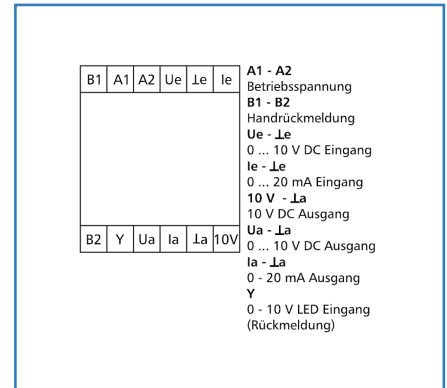 B1 A1 A2 Ue ⊥e Ie
B2 Y Ua Ia ⊥a 10V
A1 - A2
Betriebsspannung
B1 - B2
Handrückmeldung
Ue - ⊥e
0 ... 10 V DC Eingang
Ie - ⊥e
0 ... 20 mA Eingang
10 V - ⊥a
10 V DC Ausgang
Ua - ⊥a
0 ... 10 V DC Ausgang
Ia - ⊥a
0 - 20 mA Ausgang
Y
0 - 10 V LED Eingang
(Rückmeldung)